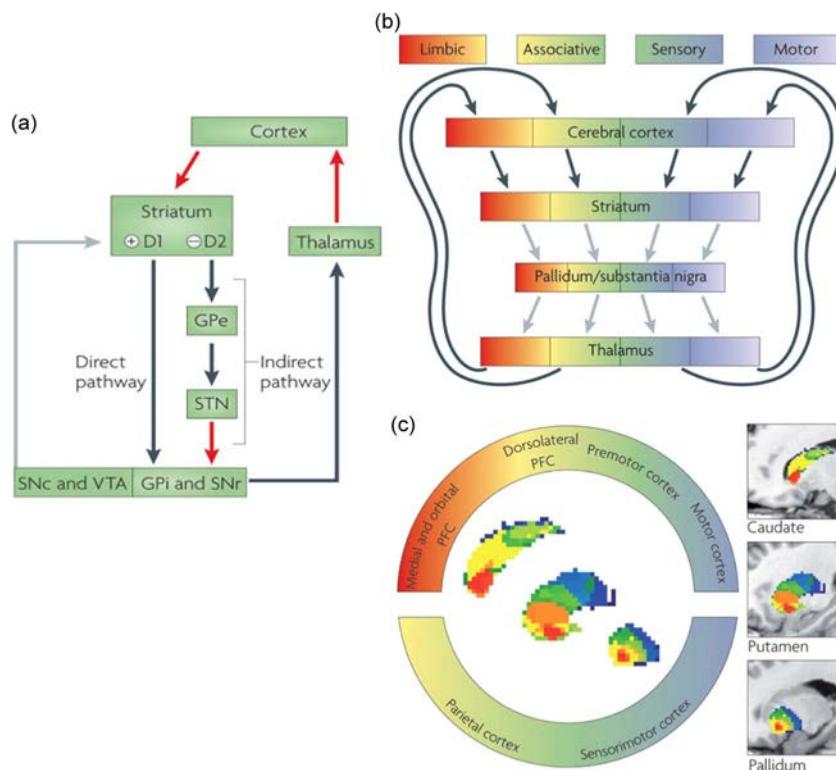 (a)
Cortex
Striatum
+ D1 − D2
Thalamus
GPe
Direct
pathway
Indirect
pathway
STN
SNc and VTA GPi and SNr
(b)
Limbic Associative Sensory Motor
Cerebral cortex
Striatum
Pallidum/substantia nigra
Thalamus
(c)
Medial and orbital
PFC
Dorsolateral
PFC
Premotor cortex
Motor cortex
Parietal cortex
Sensorimotor cortex
Caudate
Putamen
Pallidum